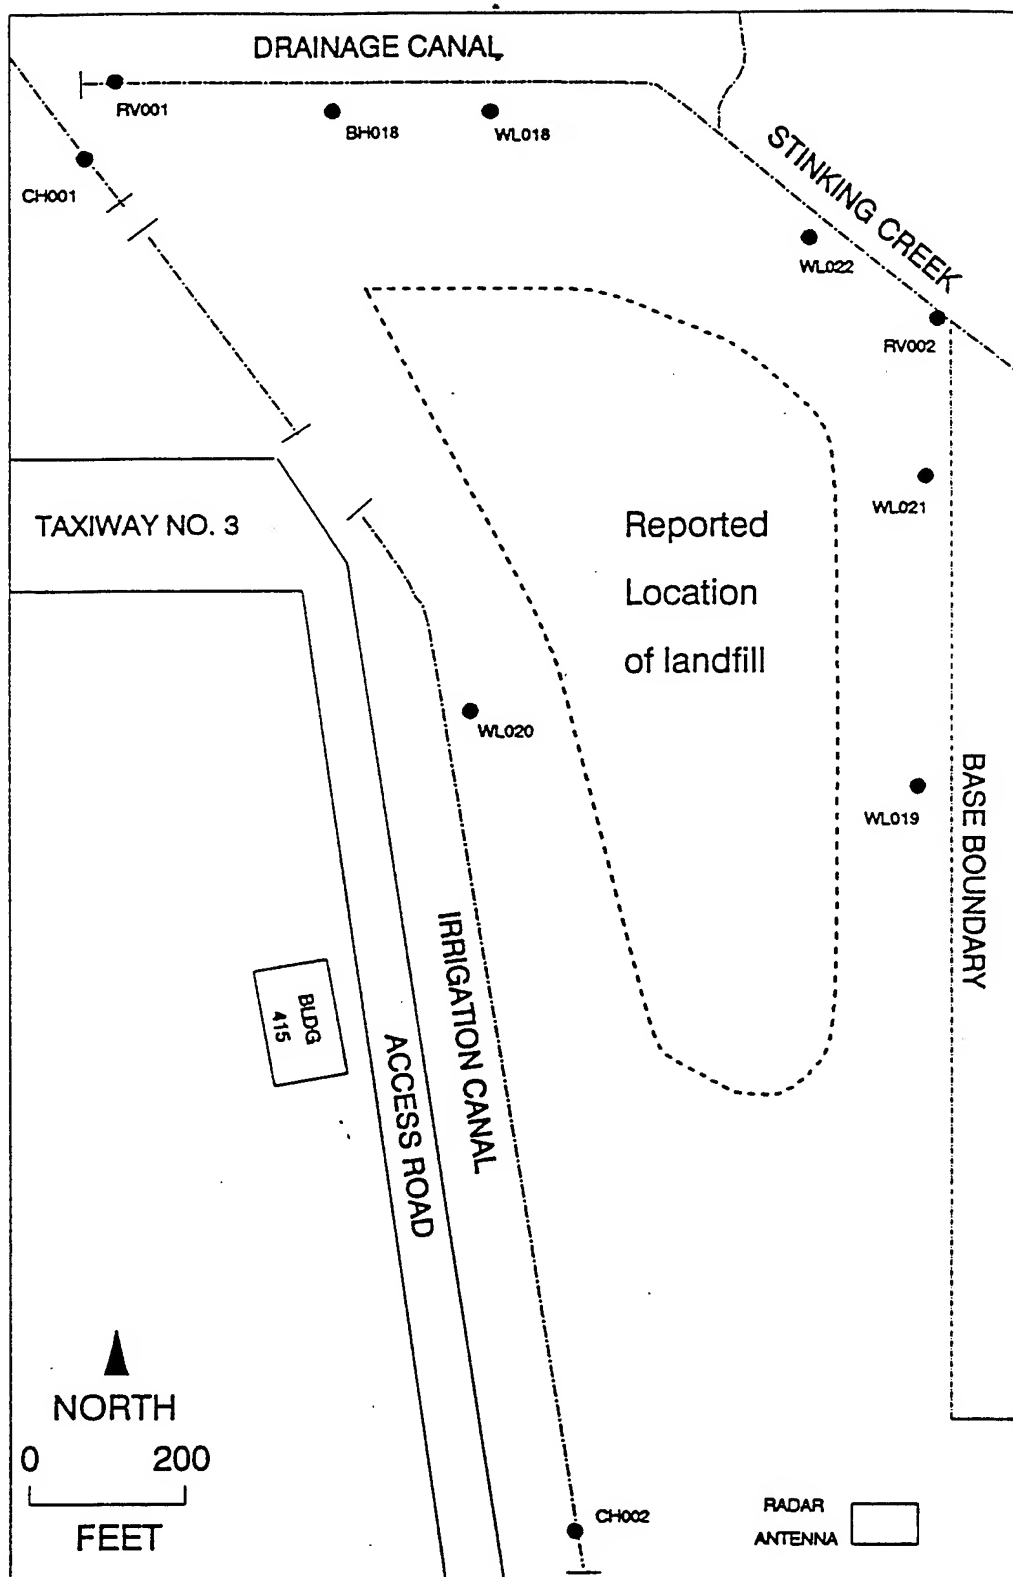 DRAINAGE CANAL
RV001
BH018
WL018
STINKING CREEK
CH001
WL022
RV002
TAXIWAY NO. 3
Reported
Location
of landfill
WL021
WL020
WL019
BASE BOUNDARY
IRRIGATION CANAL
BLDG
415
ACCESS ROAD
NORTH
0 200
FEET
CH002
RADAR
ANTENNA